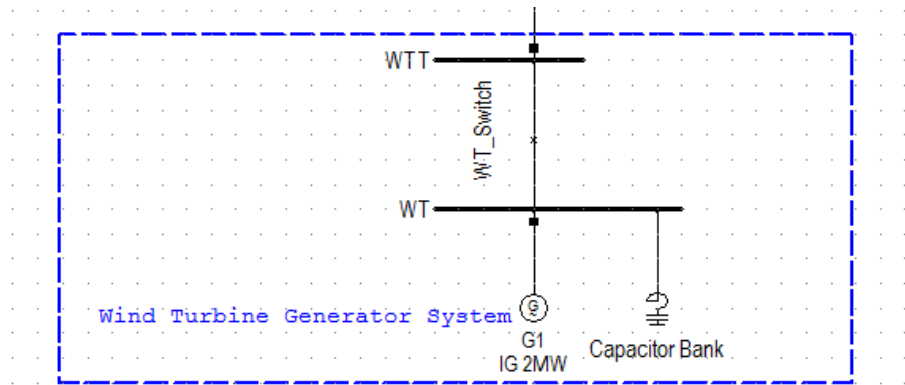 WTT
WT_Switch
WT
Wind Turbine Generator System
G
G1
IG 2MW
Capacitor Bank